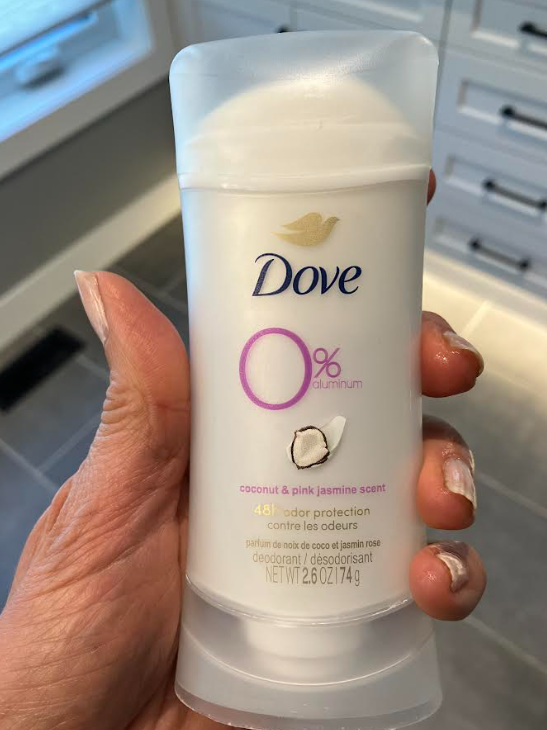 Dove
0%
aluminum
coconut & pink jasmine scent
48h odor protection
contre les odeurs
parfum de noix de coco et jasmin rose
deodorant / désodorisant
NET WT 2.6 OZ | 74 g